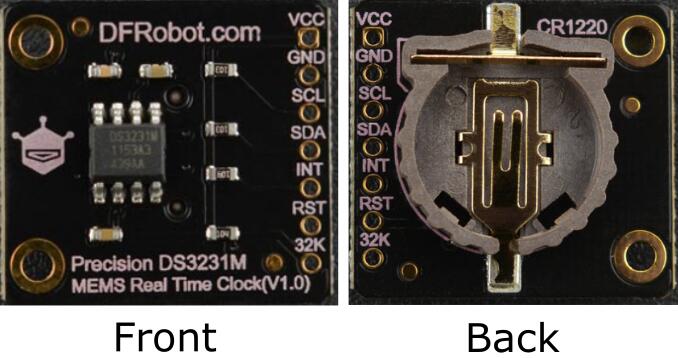 DFRobot.com
VCC
GND
SCL
SDA
INT
RST
32K
DS3231M
1153A3
439AA
Precision DS3231M
MEMS Real Time Clock(V1.0)
VCC
GND
SCL
SDA
INT
RST
32K
CR1220
Front
Back